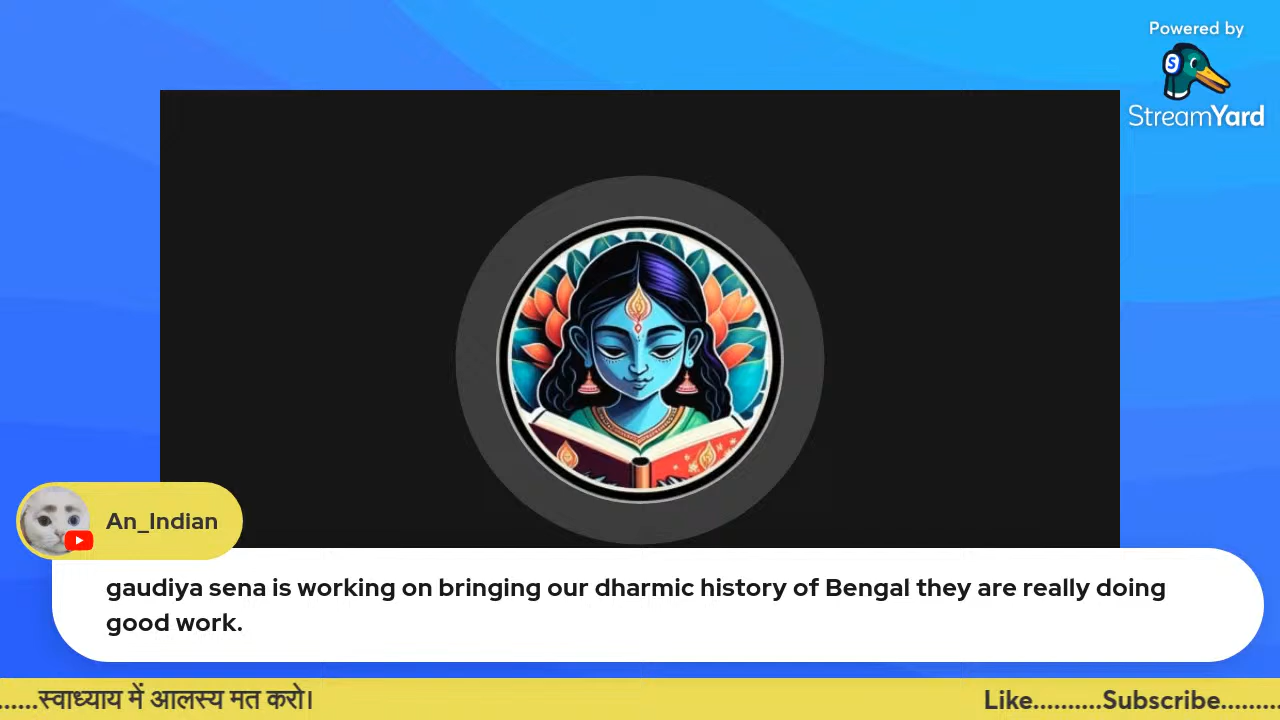 Powered by
S
StreamYard
An_Indian
gaudiya sena is working on bringing our dharmic history of Bengal they are really doing
good work.
......स्वाध्याय में आलस्य मत करो। Like..........Subscribe.........